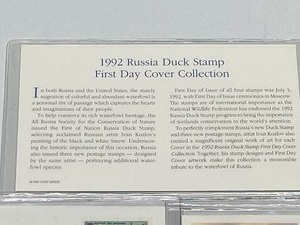 1992 Russia Duck Stamp
First Day Cover Collection
In both Russia and the United States, the stately
migration of colorful and abundant waterfowl is
a seasonal rite of passage which captures the hearts
and imaginations of their people.
To help conserve its rich waterfowl heritage, the
All Russia Society for the Conservation of Nature
issued the First of Nation Russia Duck Stamp,
selecting acclaimed Russian artist Ivan Kozlov's
painting of the black and white Smew. Underscor-
ing the historic importance of this occasion, Russia
also issued three new postage stamps — designed
by the same artist — portraying additional water-
fowl species.
First Day of Issue of all four stamps was July 3,
1992, with First Day of Issue ceremonies in Moscow.
The stamps are of international importance as the
National Wildlife Federation has endorsed the 1992
Russia Duck Stamp program to bring the importance
of wetlands conservation to the world's attention.
To perfectly complement Russia's new Duck Stamp
and three new postage stamps, artist Ivan Kozlov also
created a magnificent original work of art for each
Cover in the 1992 Russia Duck Stamp First Day Cover
Collection. Together, his stamp designs and First Day
Cover artwork make this collection a memorable
tribute to the waterfowl of Russia.